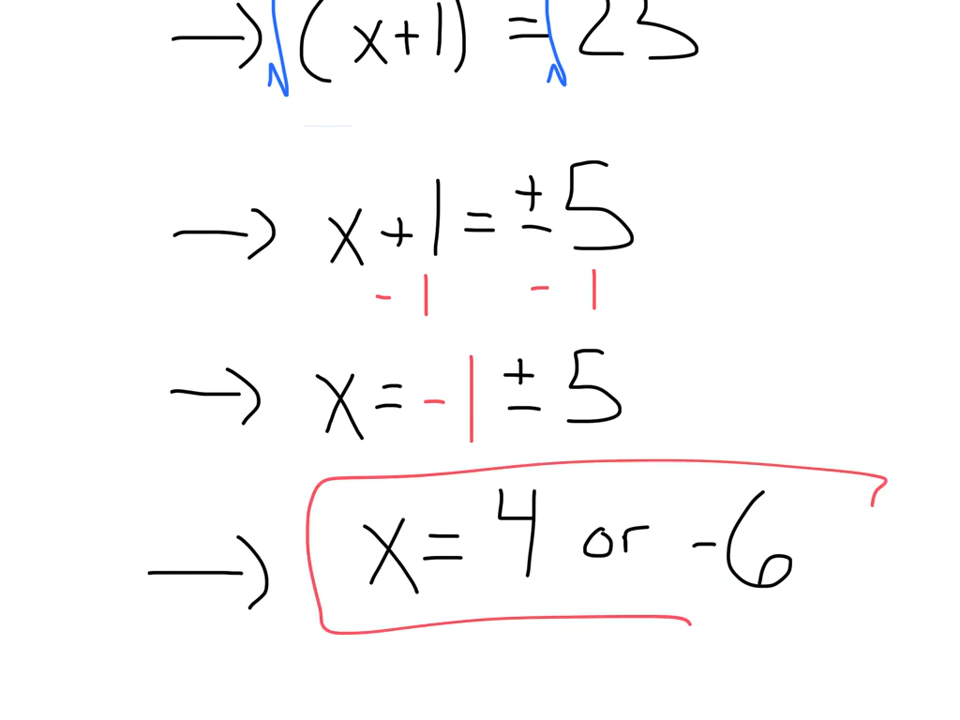 → √(x+1) = √25
→ x+1 = ±5
-1 -1
→ x = -1 ± 5
→ x = 4 or -6